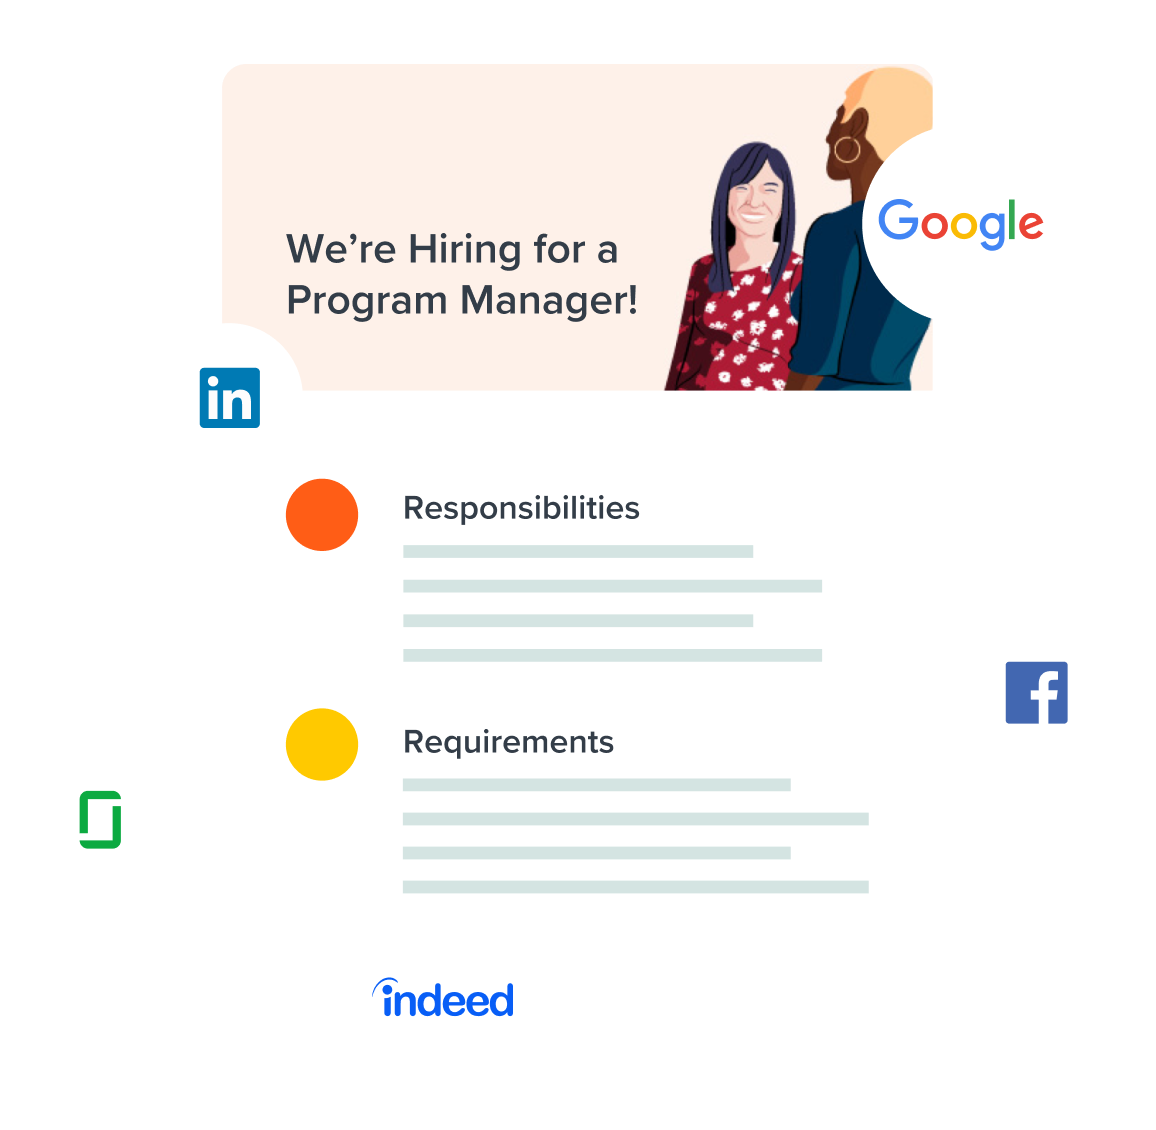 We're Hiring for a
Program Manager!
Google
in
Responsibilities
f
Requirements
indeed